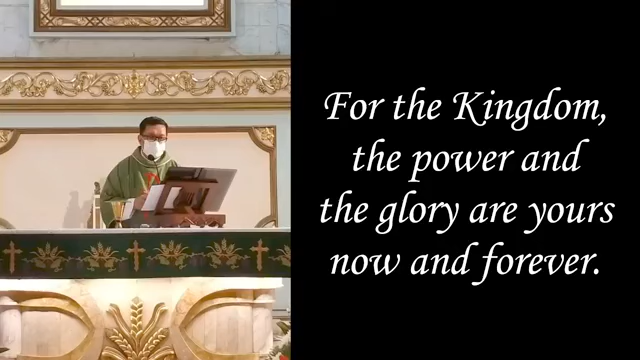 For the Kingdom,
the power and
the glory are yours
now and forever.